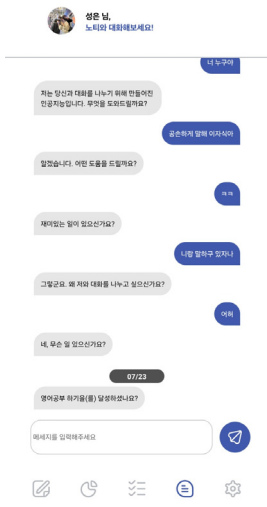 성은 님,
노티와 대화해보세요!
너 누구야
저는 당신과 대화를 나누기 위해 만들어진
인공지능입니다. 무엇을 도와드릴까요?
공손하게 말해 이자식아
알겠습니다. 어떤 도움을 드릴까요?
ㅋㅋ
재미있는 일이 있으신가요?
나랑 말하구 있자나
그렇군요. 왜 저와 대화를 나누고 싶으신가요?
어허
네, 무슨 일 있으신가요?
07/23
영어공부 하기을(를) 달성하셨나요?
메세지를 입력해주세요